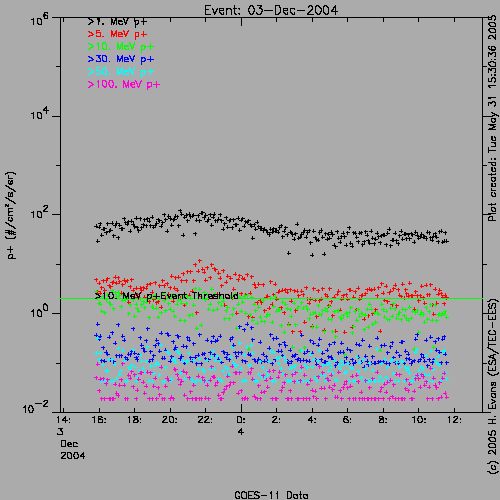 Event: 03-Dec-2004
>1. MeV p+
>5. MeV p+
>10. MeV p+
>30. MeV p+
>50. MeV p+
>100. MeV p+
10^6
10^4
10^2
10^0
10^-2
p+ (#/cm²/s/sr)
>10. MeV p+Event Threshold
14: 16: 18: 20: 22: 0: 2: 4: 6: 8: 10: 12:
3 4
Dec
2004
GOES-11 Data
Plot created: Tue May 31 15:30:36 2005
(c) 2005 H. Evans (ESA/TEC-EES)